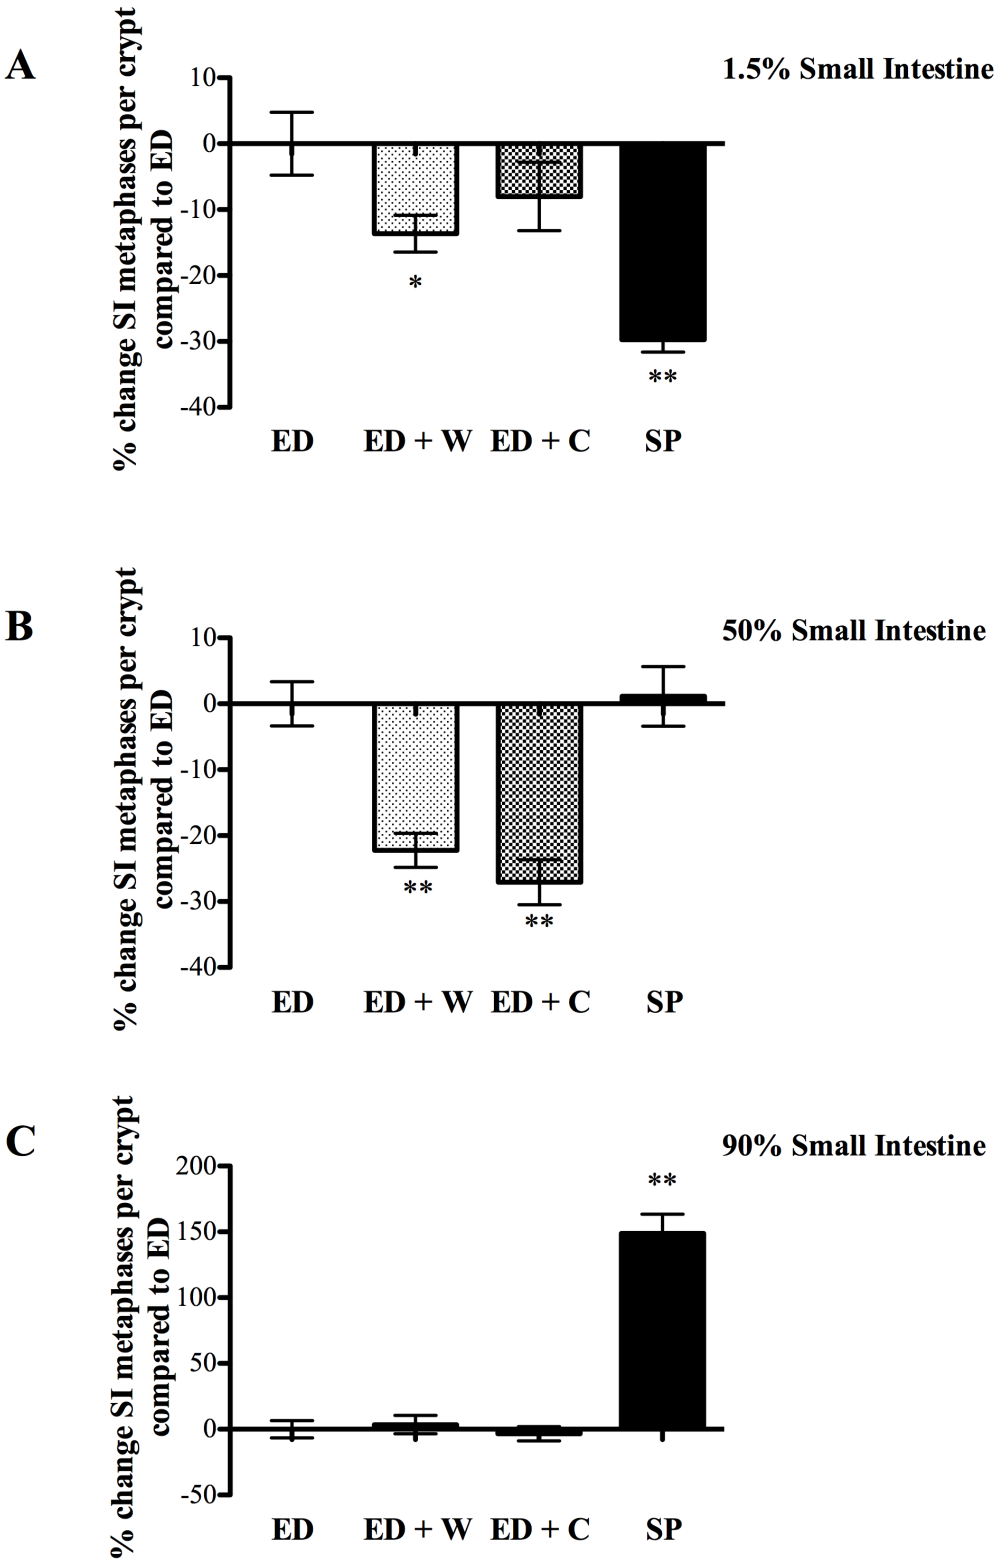 A
1.5% Small Intestine
% change SI metaphases per crypt
compared to ED
10
0
-10
-20
-30
-40
*
**
ED ED + W ED + C SP
B
50% Small Intestine
% change SI metaphases per crypt
compared to ED
10
0
-10
-20
-30
-40
**
**
ED ED + W ED + C SP
C
90% Small Intestine
% change SI metaphases per crypt
compared to ED
200
150
100
50
0
-50
**
ED ED + W ED + C SP